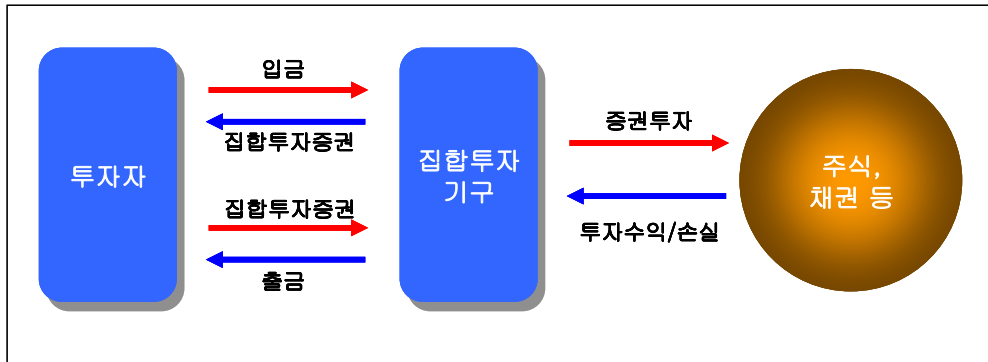 투자자
입금
집합투자증권
집합투자증권
출금
집합투자
기구
증권투자
투자수익/손실
주식,
채권 등